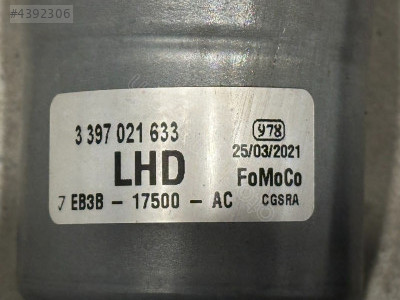 #4392306
3 397 021 633
978
25/03/2021
LHD
FoMoCo
7 EB3B - 17500 - AC
CGSRA